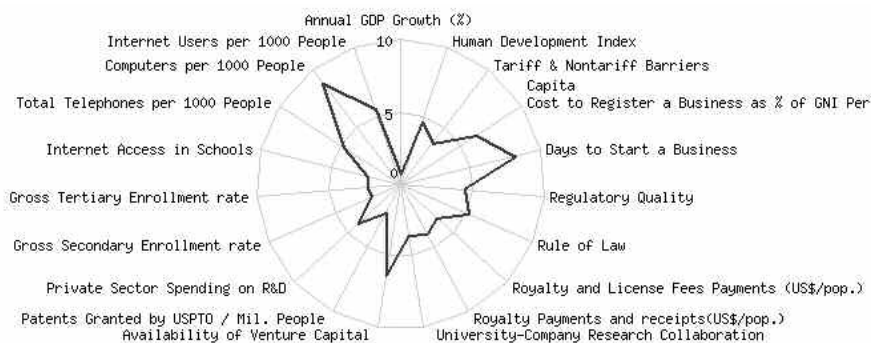 Annual GDP Growth (%)
Internet Users per 1000 People
10
Human Development Index
Computers per 1000 People
Tariff & Nontariff Barriers
Capita
Total Telephones per 1000 People
5
Cost to Register a Business as % of GNI Per
Internet Access in Schools
0
Days to Start a Business
Gross Tertiary Enrollment rate
Regulatory Quality
Gross Secondary Enrollment rate
Rule of Law
Private Sector Spending on R&D
Royalty and License Fees Payments (US$/pop.)
Patents Granted by USPTO / Mil. People
Royalty Payments and receipts(US$/pop.)
Availability of Venture Capital
University-Company Research Collaboration